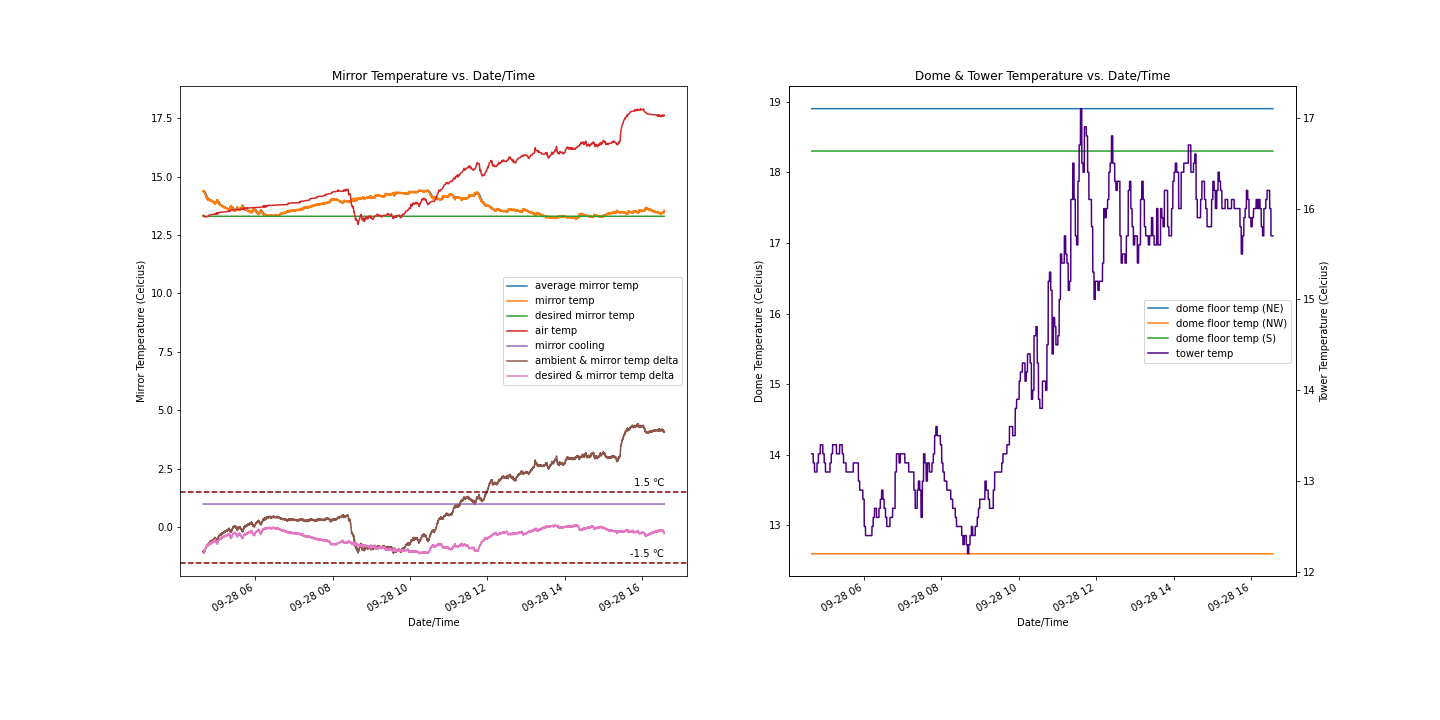 Mirror Temperature vs. Date/Time
17.5
15.0
12.5
10.0
7.5
5.0
2.5
0.0
Mirror Temperature (Celcius)
average mirror temp
mirror temp
desired mirror temp
air temp
mirror cooling
ambient & mirror temp delta
desired & mirror temp delta
1.5 ℃
-1.5 ℃
09-28 06
09-28 08
09-28 10
09-28 12
09-28 14
09-28 16
Date/Time
Dome & Tower Temperature vs. Date/Time
19
18
17
16
15
14
13
Dome Temperature (Celcius)
dome floor temp (NE)
dome floor temp (NW)
dome floor temp (S)
tower temp
17
16
15
14
13
12
Tower Temperature (Celcius)
09-28 06
09-28 08
09-28 10
09-28 12
09-28 14
09-28 16
Date/Time